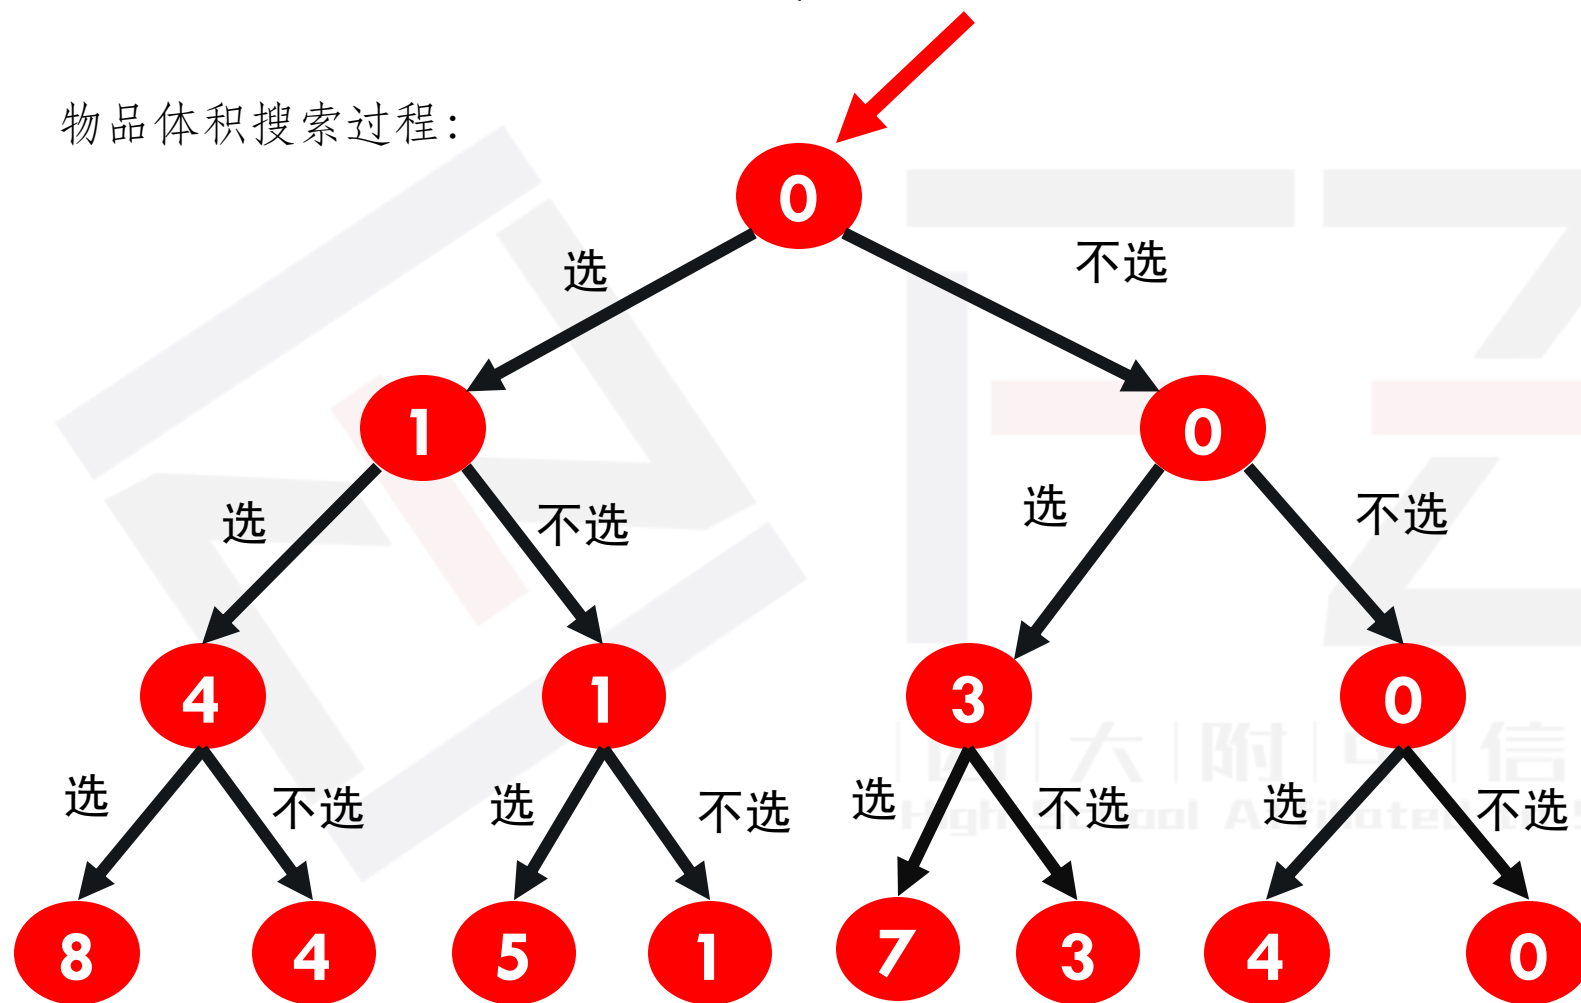 物品体积搜索过程：
0
选 不选
1 0
选 不选 选 不选
4 1 3 0
选 不选 选 不选 选 不选 选 不选
8 4 5 1 7 3 4 0